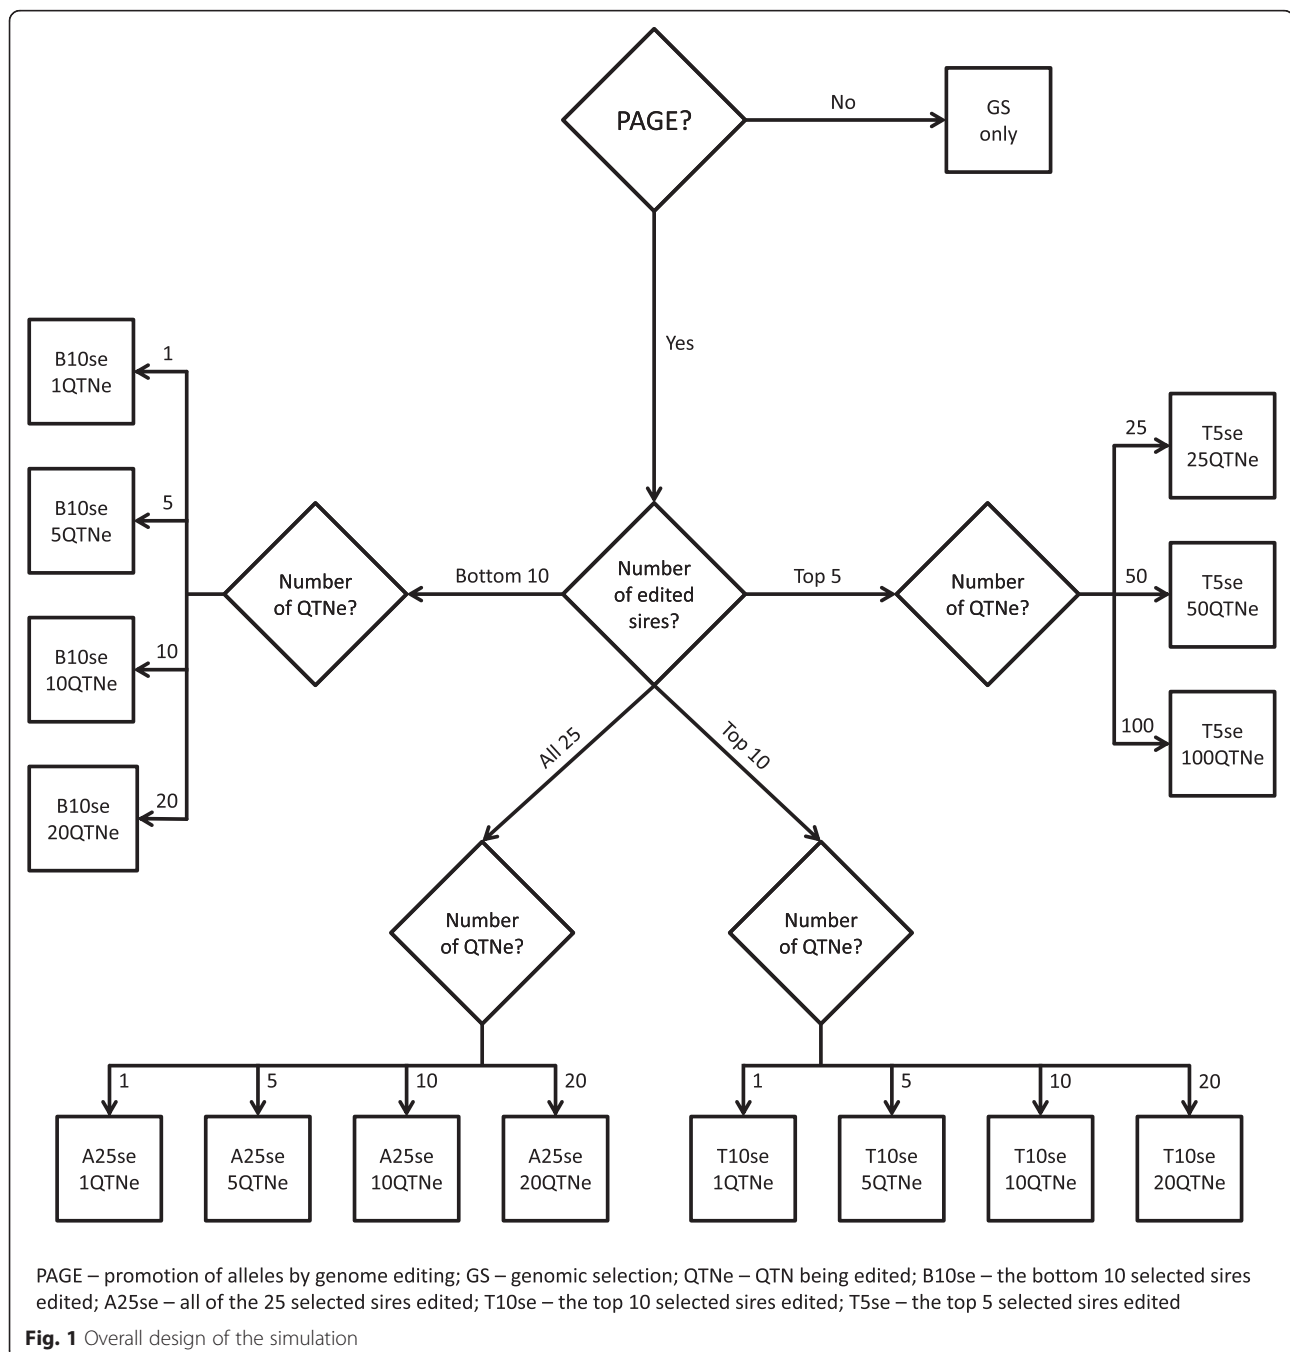 PAGE?
No
GS
only
Yes
B10se
1QTNe
1
B10se
5QTNe
5
B10se
10QTNe
10
B10se
20QTNe
20
Number
of QTNe?
Bottom 10
Number
of edited
sires?
Top 5
Number
of QTNe?
25
T5se
25QTNe
50
T5se
50QTNe
100
T5se
100QTNe
All 25
Top 10
Number
of QTNe?
Number
of QTNe?
1
5
10
20
1
5
10
20
A25se
1QTNe
A25se
5QTNe
A25se
10QTNe
A25se
20QTNe
T10se
1QTNe
T10se
5QTNe
T10se
10QTNe
T10se
20QTNe
PAGE – promotion of alleles by genome editing; GS – genomic selection; QTNe – QTN being edited; B10se – the bottom 10 selected sires
edited; A25se – all of the 25 selected sires edited; T10se – the top 10 selected sires edited; T5se – the top 5 selected sires edited
Fig. 1 Overall design of the simulation